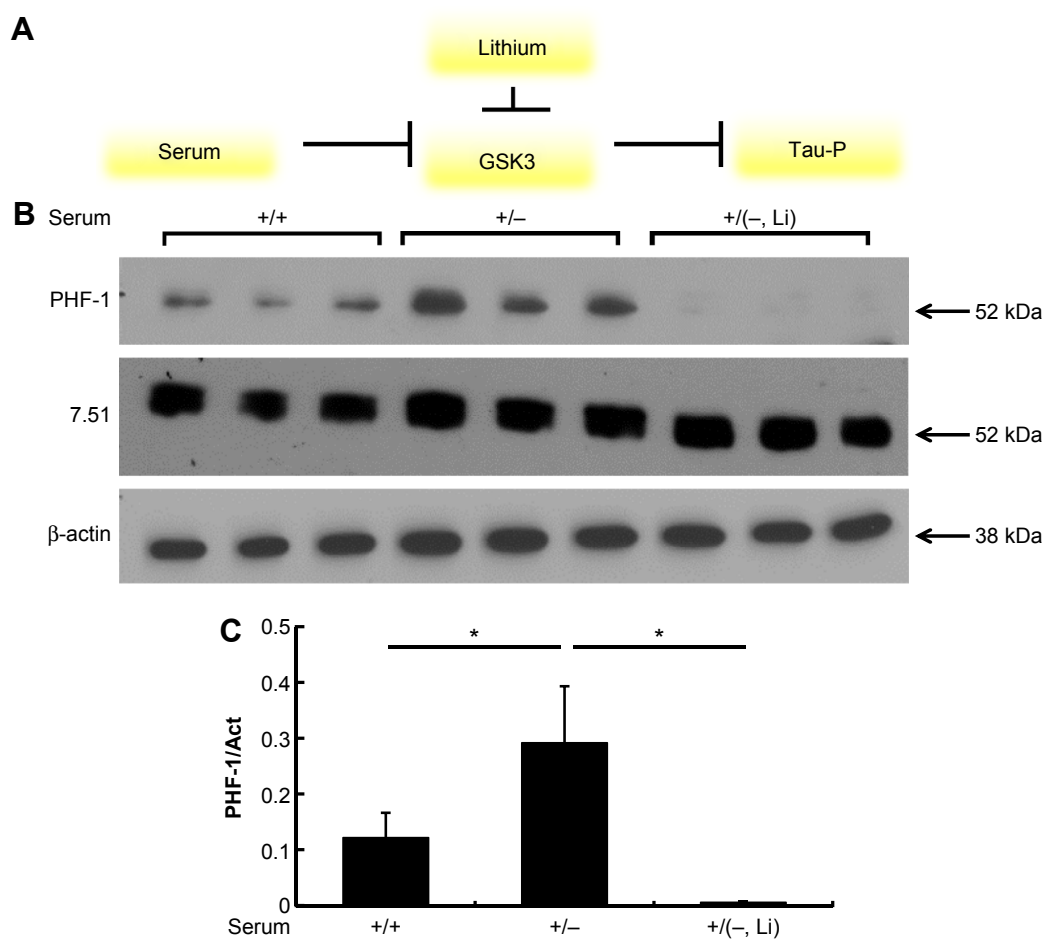 A
Lithium
Serum
GSK3
Tau-P
B Serum +/+ +/– +/(–, Li)
PHF-1
52 kDa
7.51
52 kDa
β-actin
38 kDa
C
0.5
0.4
0.3
0.2
0.1
0
PHF-1/Act
* *
Serum +/+ +/– +/(–, Li)